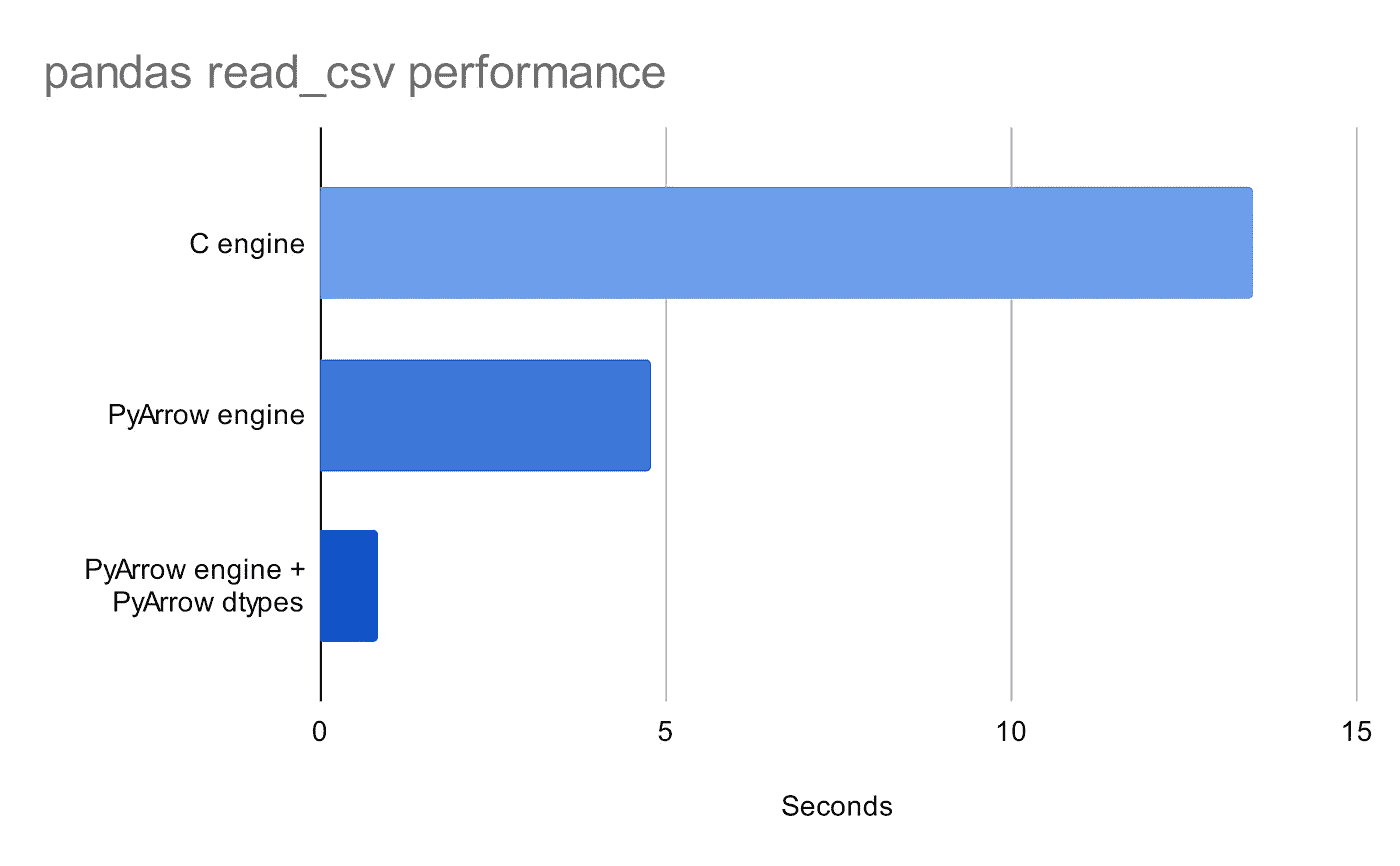 pandas read_csv performance
C engine
PyArrow engine
PyArrow engine +
PyArrow dtypes
0 5 10 15
Seconds